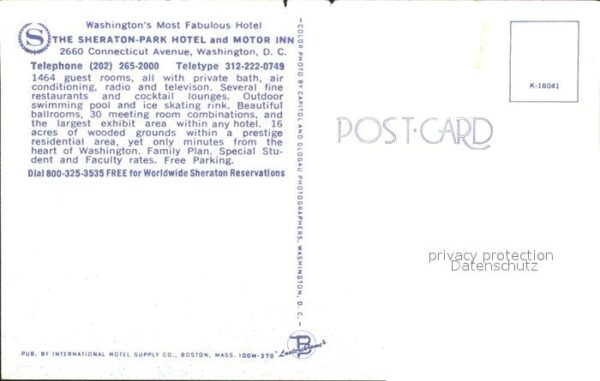 Washington's Most Fabulous Hotel
S
THE SHERATON-PARK HOTEL and MOTOR INN
2660 Connecticut Avenue, Washington, D. C.
Telephone (202) 265-2000 Teletype 312-222-0749
1464 guest rooms, all with private bath, air
conditioning, radio and televison. Several fine
restaurants and cocktail lounges. Outdoor
swimming pool and ice skating rink. Beautiful
ballrooms, 30 meeting room combinations, and
the largest exhibit area within any hotel. 16
acres of wooded grounds within a prestige
residential area, yet only minutes from the
heart of Washington. Family Plan. Special Stu-
dent and Faculty rates. Free Parking.
Dial 800-325-3535 FREE for Worldwide Sheraton Reservations
PUB. BY INTERNATIONAL HOTEL SUPPLY CO., BOSTON, MASS. 100M-270
-COLOR PHOTO BY CAPITOL AND GLOGAU PHOTOGRAPHERS, WASHINGTON, D. C.-
Lusterchrome
K-18041
POST-CARD
privacy protection
Datenschutz